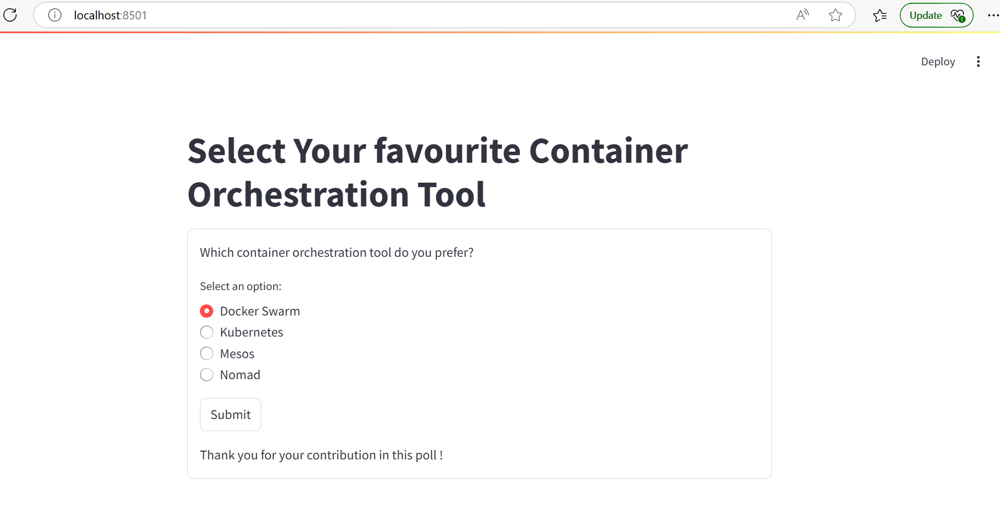 localhost:8501
Update
Deploy
Select Your favourite Container
Orchestration Tool
Which container orchestration tool do you prefer?
Select an option:
Docker Swarm
Kubernetes
Mesos
Nomad
Submit
Thank you for your contribution in this poll !